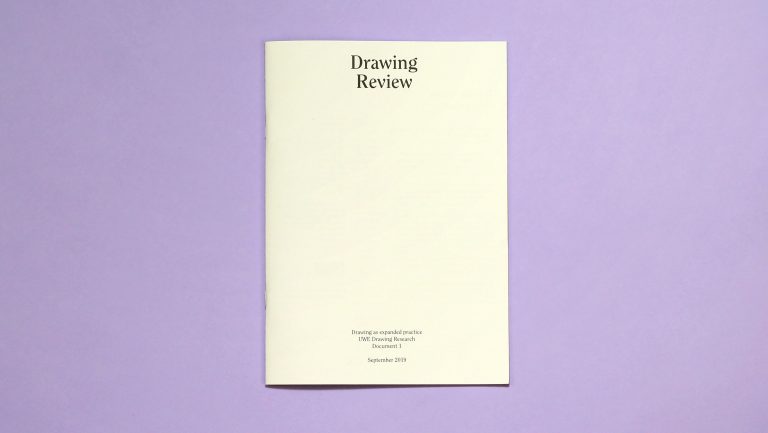 Drawing
Review
Drawing as expanded practice
UWE Drawing Research
Document 1
September 2019